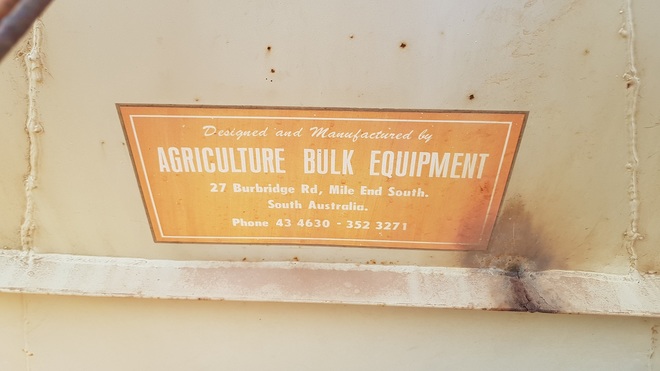 Designed and Manufactured by
AGRICULTURE BULK EQUIPMENT
27 Burbridge Rd, Mile End South.
South Australia.
Phone 43 4630 - 352 3271